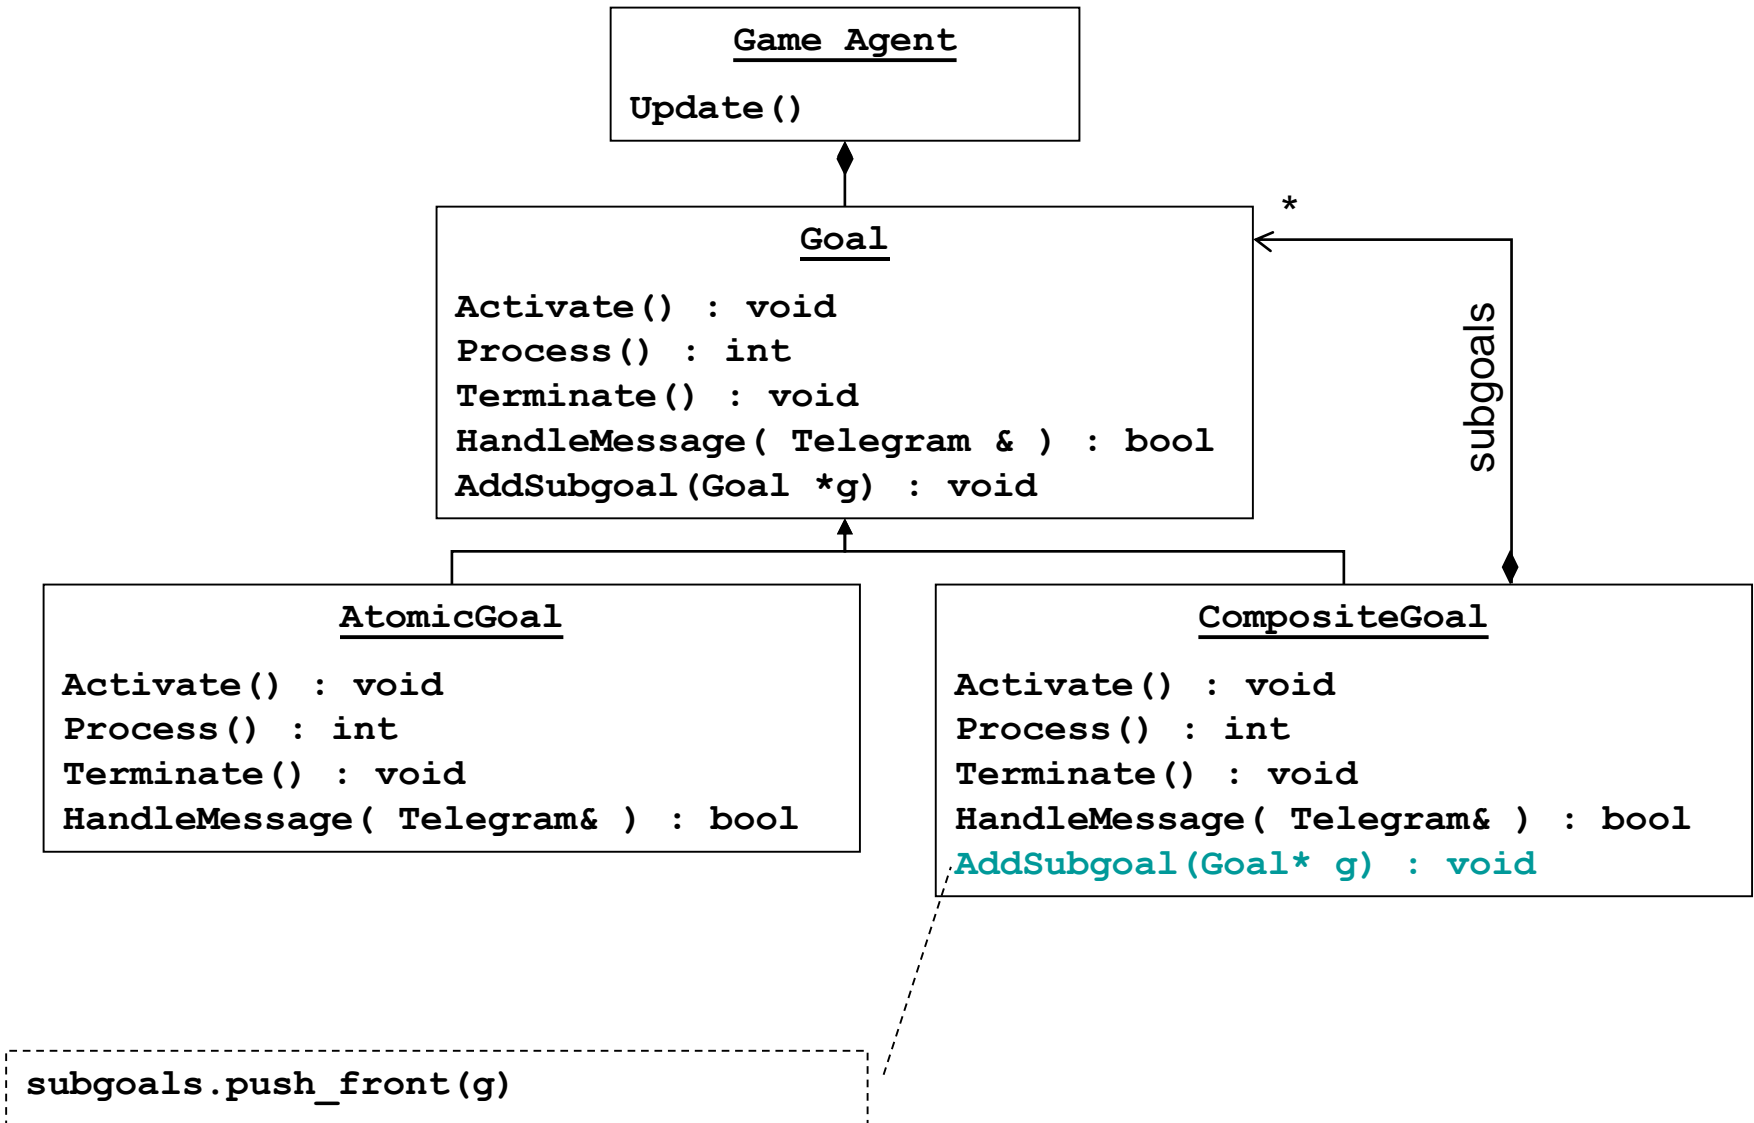 Game Agent
Update()
*
Goal
Activate() : void
Process() : int
Terminate() : void
HandleMessage( Telegram & ) : bool
AddSubgoal(Goal *g) : void
subgoals
AtomicGoal
Activate() : void
Process() : int
Terminate() : void
HandleMessage( Telegram& ) : bool
CompositeGoal
Activate() : void
Process() : int
Terminate() : void
HandleMessage( Telegram& ) : bool
AddSubgoal(Goal* g) : void
subgoals.push_front(g)